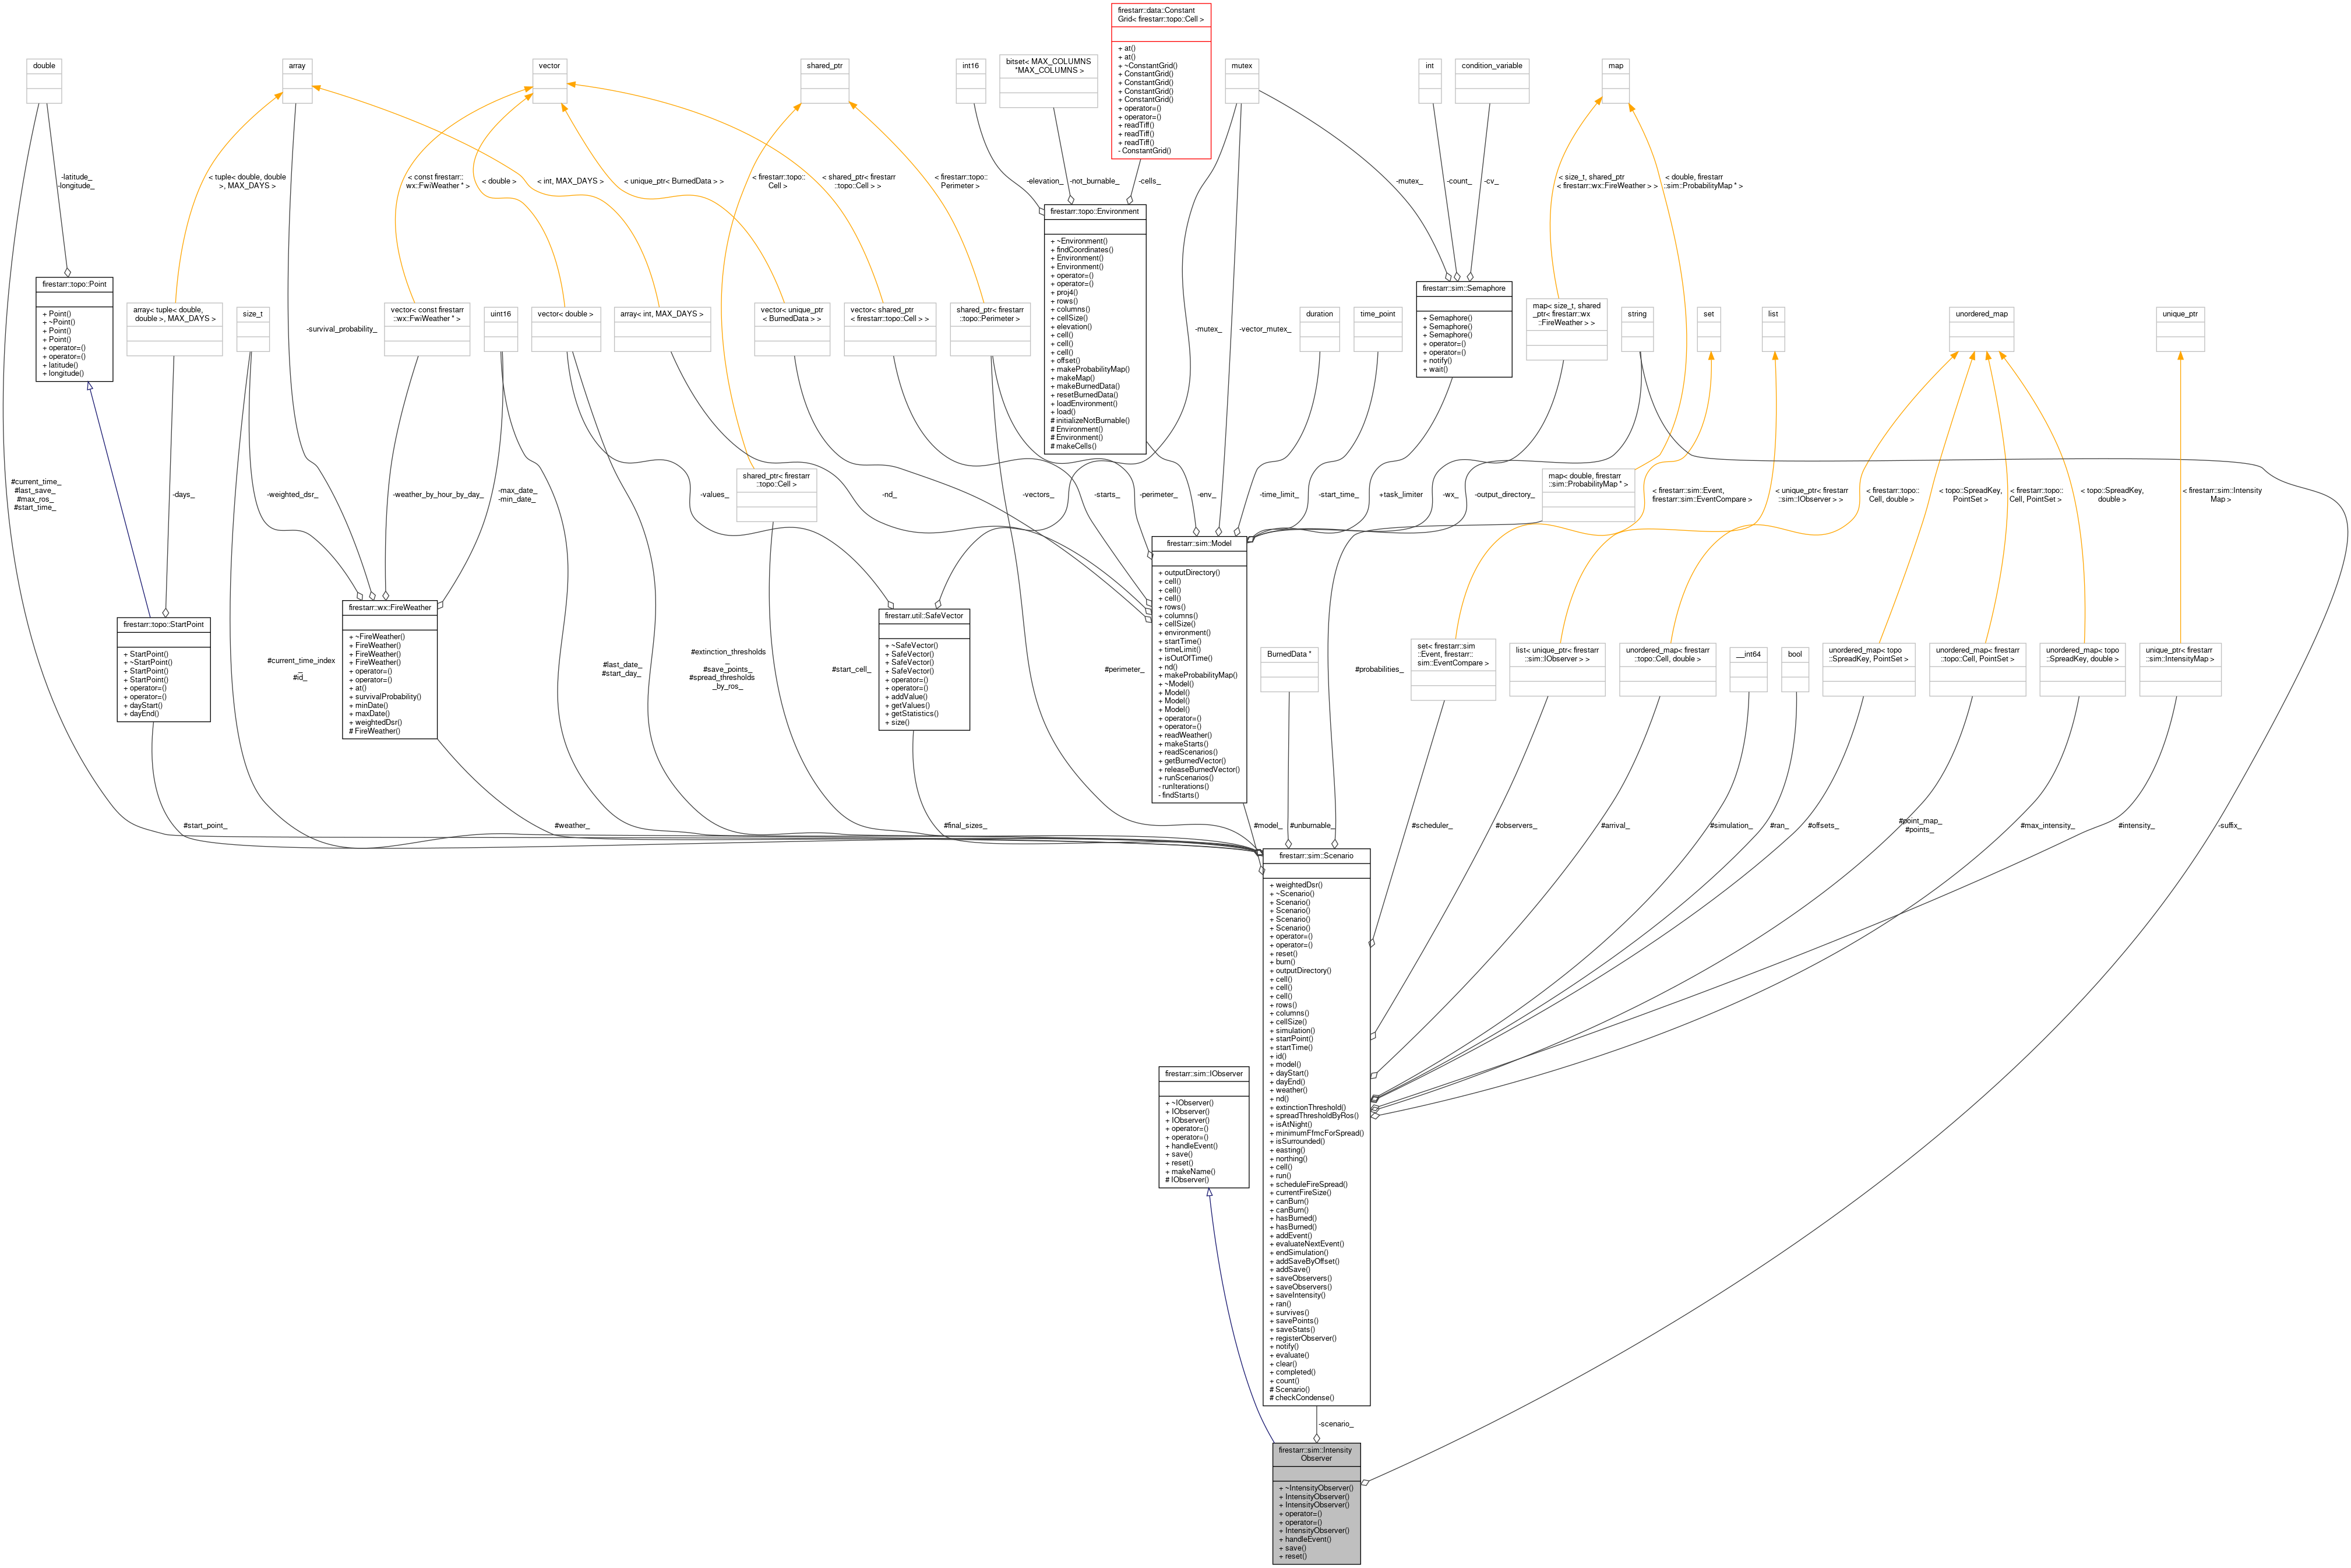 firestarr::data::Constant
Grid< firestarr::topo::Cell >
+ at()
+ at()
+ ~ConstantGrid()
+ ConstantGrid()
+ ConstantGrid()
+ ConstantGrid()
+ ConstantGrid()
+ operator=()
+ operator=()
+ readTiff()
+ readTiff()
+ readTiff()
- ConstantGrid()
double
array
vector
shared_ptr
int16
bitset< MAX_COLUMNS
*MAX_COLUMNS >
mutex
int
condition_variable
map
-latitude_
-longitude_
< tuple< double, double
>, MAX_DAYS >
< const firestarr::
wx::FwiWeather * >
< double >
< int, MAX_DAYS >
< unique_ptr< BurnedData > >
< firestarr::topo::
Cell >
< shared_ptr< firestarr
::topo::Cell > >
< firestarr::topo::
Perimeter >
-elevation_
-not_burnable_
-cells_
-mutex_
-count_
-cv_
< size_t, shared_ptr
< firestarr::wx::FireWeather > >
< double, firestarr
::sim::ProbabilityMap * >
firestarr::topo::Environment
+ ~Environment()
+ findCoordinates()
+ Environment()
+ Environment()
+ operator=()
+ operator=()
+ proj4()
+ rows()
+ columns()
+ cellSize()
+ elevation()
+ cell()
+ cell()
+ cell()
+ offset()
+ makeProbabilityMap()
+ makeMap()
+ makeBurnedData()
+ resetBurnedData()
+ loadEnvironment()
+ load()
# initializeNotBurnable()
# Environment()
# Environment()
# makeCells()
firestarr::topo::Point
+ Point()
+ ~Point()
+ Point()
+ Point()
+ operator=()
+ operator=()
+ latitude()
+ longitude()
array< tuple< double,
double >, MAX_DAYS >
size_t
-survival_probability_
vector< const firestarr
::wx::FwiWeather * >
uint16
vector< double >
array< int, MAX_DAYS >
vector< unique_ptr
< BurnedData > >
vector< shared_ptr
< firestarr::topo::Cell > >
shared_ptr< firestarr
::topo::Perimeter >
-mutex_
-vector_mutex_
duration
time_point
firestarr::sim::Semaphore
+ Semaphore()
+ Semaphore()
+ Semaphore()
+ operator=()
+ operator=()
+ notify()
+ wait()
map< size_t, shared
_ptr< firestarr::wx
::FireWeather > >
string
set
list
unordered_map
unique_ptr
#current_time_
#last_save_
#max_ros_
#start_time_
-days_
-weighted_dsr_
-weather_by_hour_by_day_
-max_date_
-min_date_
-values_
shared_ptr< firestarr
::topo::Cell >
-nd_
-vectors_
-starts_
-perimeter_
-env_
-time_limit_
-start_time_
+task_limiter
-wx_
-output_directory_
map< double, firestarr
::sim::ProbabilityMap * >
< firestarr::sim::Event,
firestarr::sim::EventCompare >
< unique_ptr< firestarr
::sim::IObserver > >
< firestarr::topo::
Cell, double >
< topo::SpreadKey,
PointSet >
< firestarr::topo::
Cell, PointSet >
< topo::SpreadKey,
double >
< firestarr::sim::Intensity
Map >
firestarr::topo::StartPoint
+ StartPoint()
+ ~StartPoint()
+ StartPoint()
+ StartPoint()
+ operator=()
+ operator=()
+ dayStart()
+ dayEnd()
#current_time_index
_
#id_
firestarr::wx::FireWeather
+ ~FireWeather()
+ FireWeather()
+ FireWeather()
+ FireWeather()
+ operator=()
+ operator=()
+ at()
+ survivalProbability()
+ minDate()
+ maxDate()
+ weightedDsr()
# FireWeather()
#last_date_
#start_day_
#extinction_thresholds
_
#save_points_
#spread_thresholds
_by_ros_
#start_cell_
firestarr.util::SafeVector
+ ~SafeVector()
+ SafeVector()
+ SafeVector()
+ SafeVector()
+ operator=()
+ operator=()
+ addValue()
+ getValues()
+ getStatistics()
+ size()
#perimeter_
firestarr::sim::Model
+ outputDirectory()
+ cell()
+ cell()
+ cell()
+ rows()
+ columns()
+ cellSize()
+ environment()
+ startTime()
+ timeLimit()
+ isOutOfTime()
+ nd()
+ makeProbabilityMap()
+ ~Model()
+ Model()
+ Model()
+ Model()
+ operator=()
+ operator=()
+ readWeather()
+ makeStarts()
+ readScenarios()
+ getBurnedVector()
+ releaseBurnedVector()
+ runScenarios()
- runIterations()
- findStarts()
BurnedData *
#probabilities_
set< firestarr::sim
::Event, firestarr::
sim::EventCompare >
list< unique_ptr< firestarr
::sim::IObserver > >
unordered_map< firestarr
::topo::Cell, double >
__int64
bool
unordered_map< topo
::SpreadKey, PointSet >
unordered_map< firestarr
::topo::Cell, PointSet >
unordered_map< topo
::SpreadKey, double >
unique_ptr< firestarr
::sim::IntensityMap >
#start_point_
#weather_
#final_sizes_
#model_
#unburnable_
#scheduler_
#observers_
#arrival_
#simulation_
#ran_
#offsets_
#point_map_
#points_
#max_intensity_
#intensity_
-suffix_
firestarr::sim::Scenario
+ weightedDsr()
+ ~Scenario()
+ Scenario()
+ Scenario()
+ Scenario()
+ Scenario()
+ operator=()
+ operator=()
+ reset()
+ burn()
+ outputDirectory()
+ cell()
+ cell()
+ cell()
+ rows()
+ columns()
+ cellSize()
+ simulation()
+ startPoint()
+ startTime()
+ id()
+ model()
+ dayStart()
+ dayEnd()
+ weather()
+ nd()
+ extinctionThreshold()
+ spreadThresholdByRos()
+ isAtNight()
+ minimumFfmcForSpread()
+ isSurrounded()
+ easting()
+ northing()
+ cell()
+ run()
+ scheduleFireSpread()
+ currentFireSize()
+ canBurn()
+ canBurn()
+ hasBurned()
+ hasBurned()
+ addEvent()
+ evaluateNextEvent()
+ endSimulation()
+ addSaveByOffset()
+ addSave()
+ saveObservers()
+ saveObservers()
+ saveIntensity()
+ ran()
+ survives()
+ savePoints()
+ saveStats()
+ registerObserver()
+ notify()
+ evaluate()
+ clear()
+ completed()
+ count()
# Scenario()
# checkCondense()
firestarr::sim::IObserver
+ ~IObserver()
+ IObserver()
+ IObserver()
+ operator=()
+ operator=()
+ handleEvent()
+ save()
+ reset()
+ makeName()
# IObserver()
-scenario_
firestarr::sim::Intensity
Observer
+ ~IntensityObserver()
+ IntensityObserver()
+ IntensityObserver()
+ operator=()
+ operator=()
+ IntensityObserver()
+ handleEvent()
+ save()
+ reset()